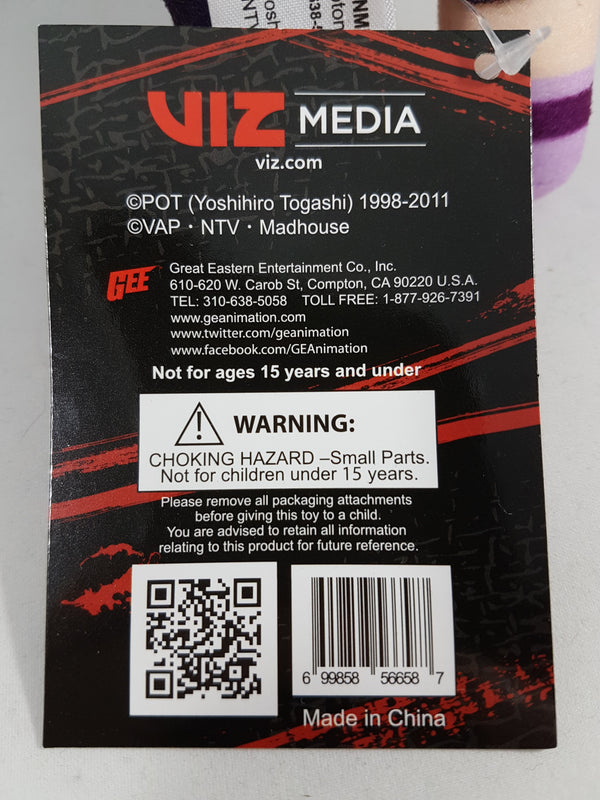 VIZ MEDIA
viz.com
©POT (Yoshihiro Togashi) 1998-2011
©VAP・NTV・Madhouse
GEE
Great Eastern Entertainment Co., Inc.
610-620 W. Carob St, Compton, CA 90220 U.S.A.
TEL: 310-638-5058 TOLL FREE: 1-877-926-7391
www.geanimation.com
www.twitter.com/geanimation
www.facebook.com/GEAnimation
Not for ages 15 years and under
WARNING:
CHOKING HAZARD –Small Parts.
Not for children under 15 years.
Please remove all packaging attachments
before giving this toy to a child.
You are advised to retain all information
relating to this product for future reference.
6 99858 56658 7
Made in China